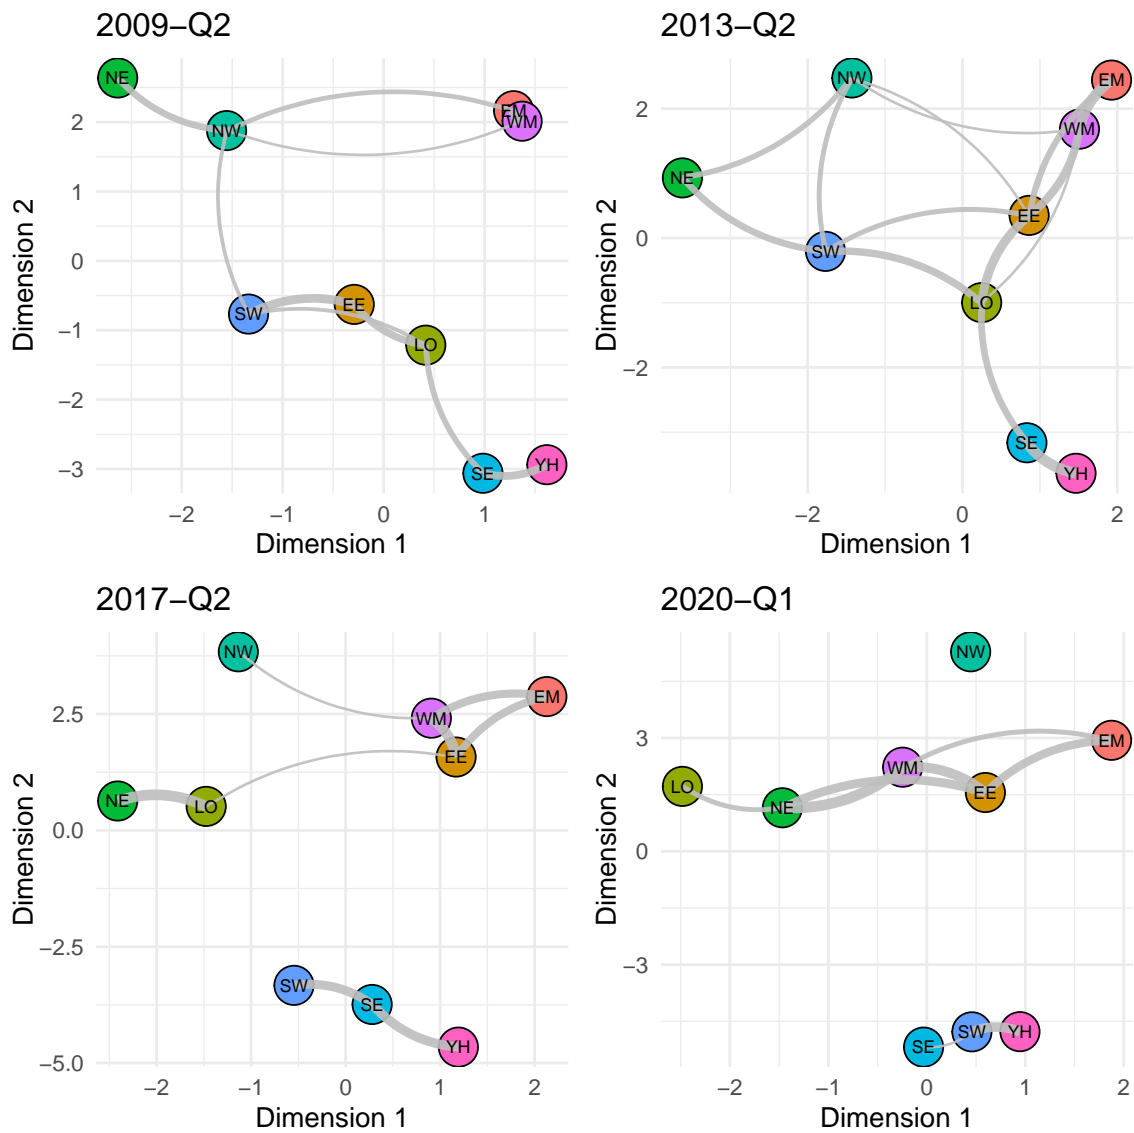 2009−Q2
NE
NW
EM
WM
SW
EE
LO
SE
YH
2
1
0
−1
−2
−3
−2
−1
0
1
Dimension 1
Dimension 2
2013−Q2
NW
EM
WM
NE
EE
SW
LO
SE
YH
2
0
−2
−2
0
2
Dimension 1
Dimension 2
2017−Q2
NW
EM
WM
EE
NE
LO
SW
SE
YH
2.5
0.0
−2.5
−5.0
−2
−1
0
1
2
Dimension 1
Dimension 2
2020−Q1
NW
EM
WM
LO
EE
NE
SW
YH
SE
3
0
−3
−2
−1
0
1
2
Dimension 1
Dimension 2